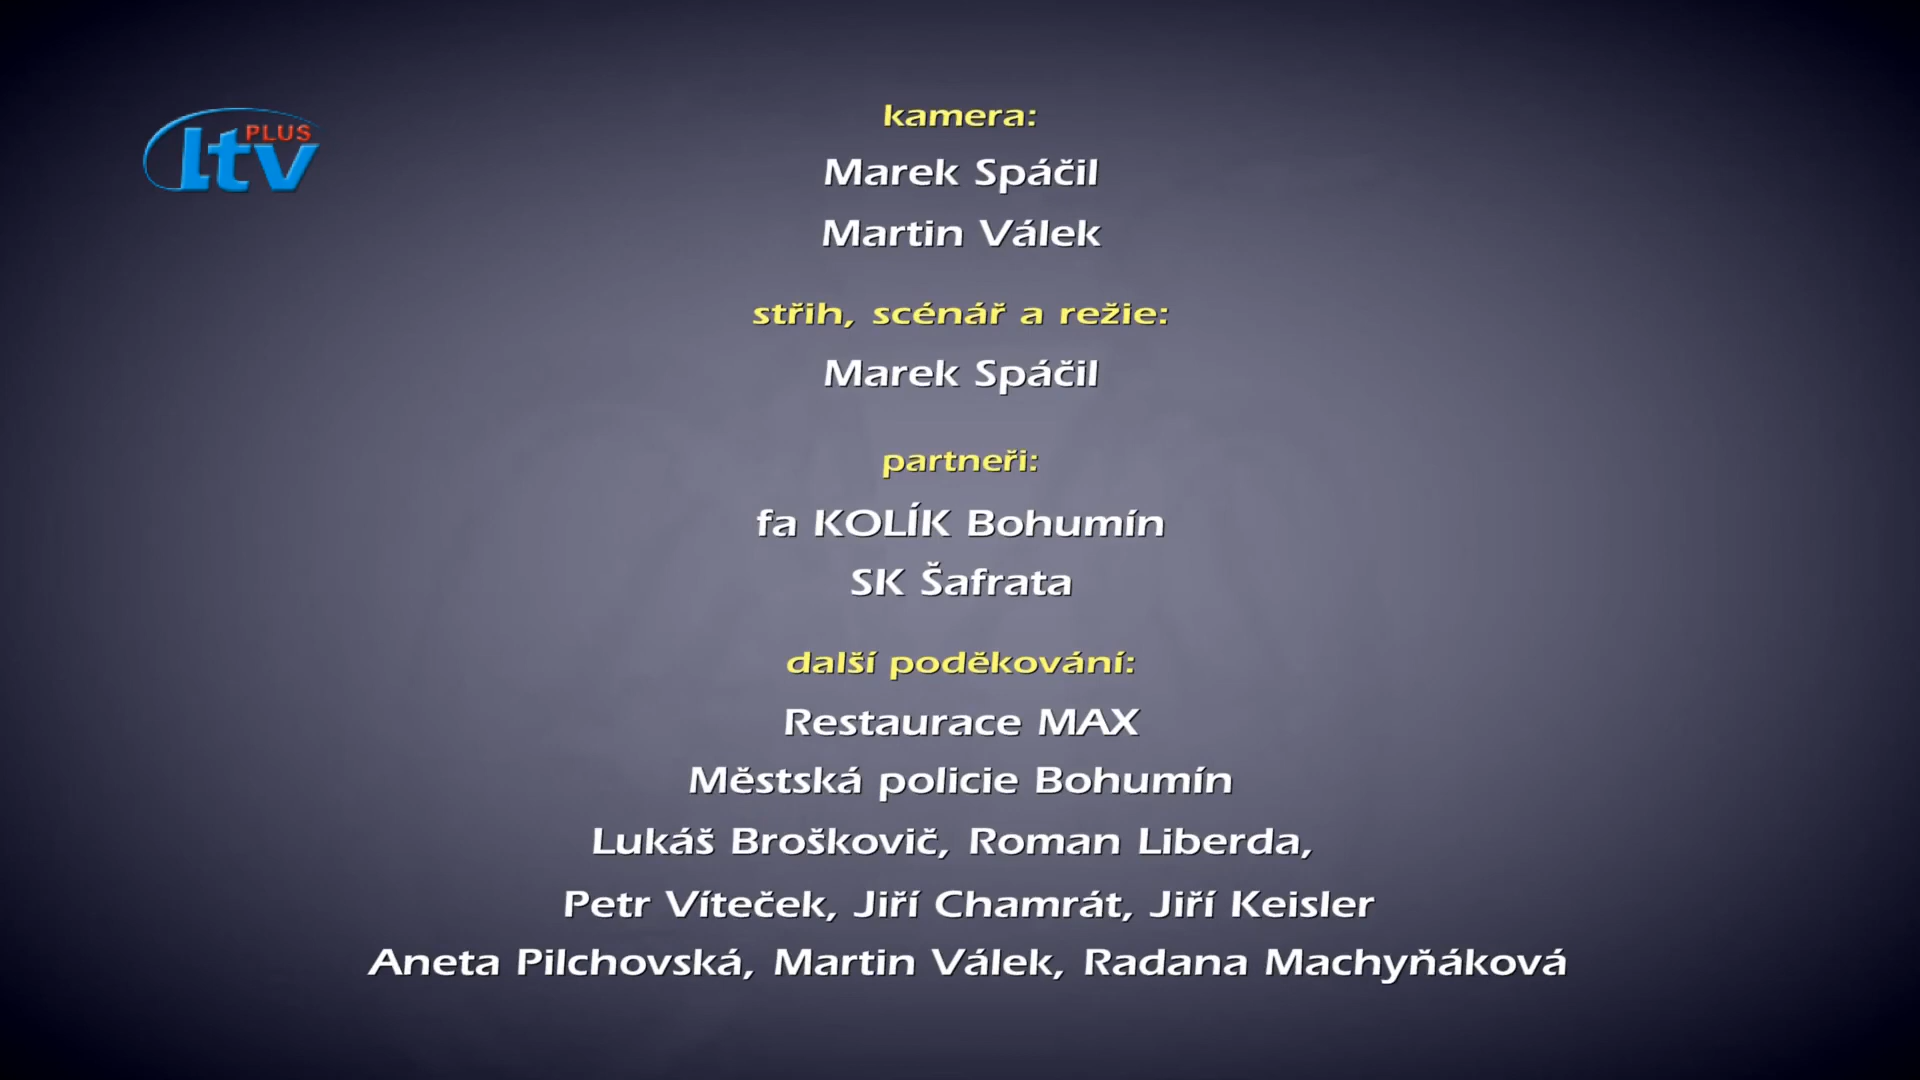 ltv PLUS
kamera:
Marek Spáčil
Martin Válek
střih, scénář a režie:
Marek Spáčil
partneři:
fa KOLÍK Bohumín
SK Šafrata
další poděkování:
Restaurace MAX
Městská policie Bohumín
Lukáš Broškovič, Roman Liberda,
Petr Víteček, Jiří Chamrát, Jiří Keisler
Aneta Pilchovská, Martin Válek, Radana Machyňáková